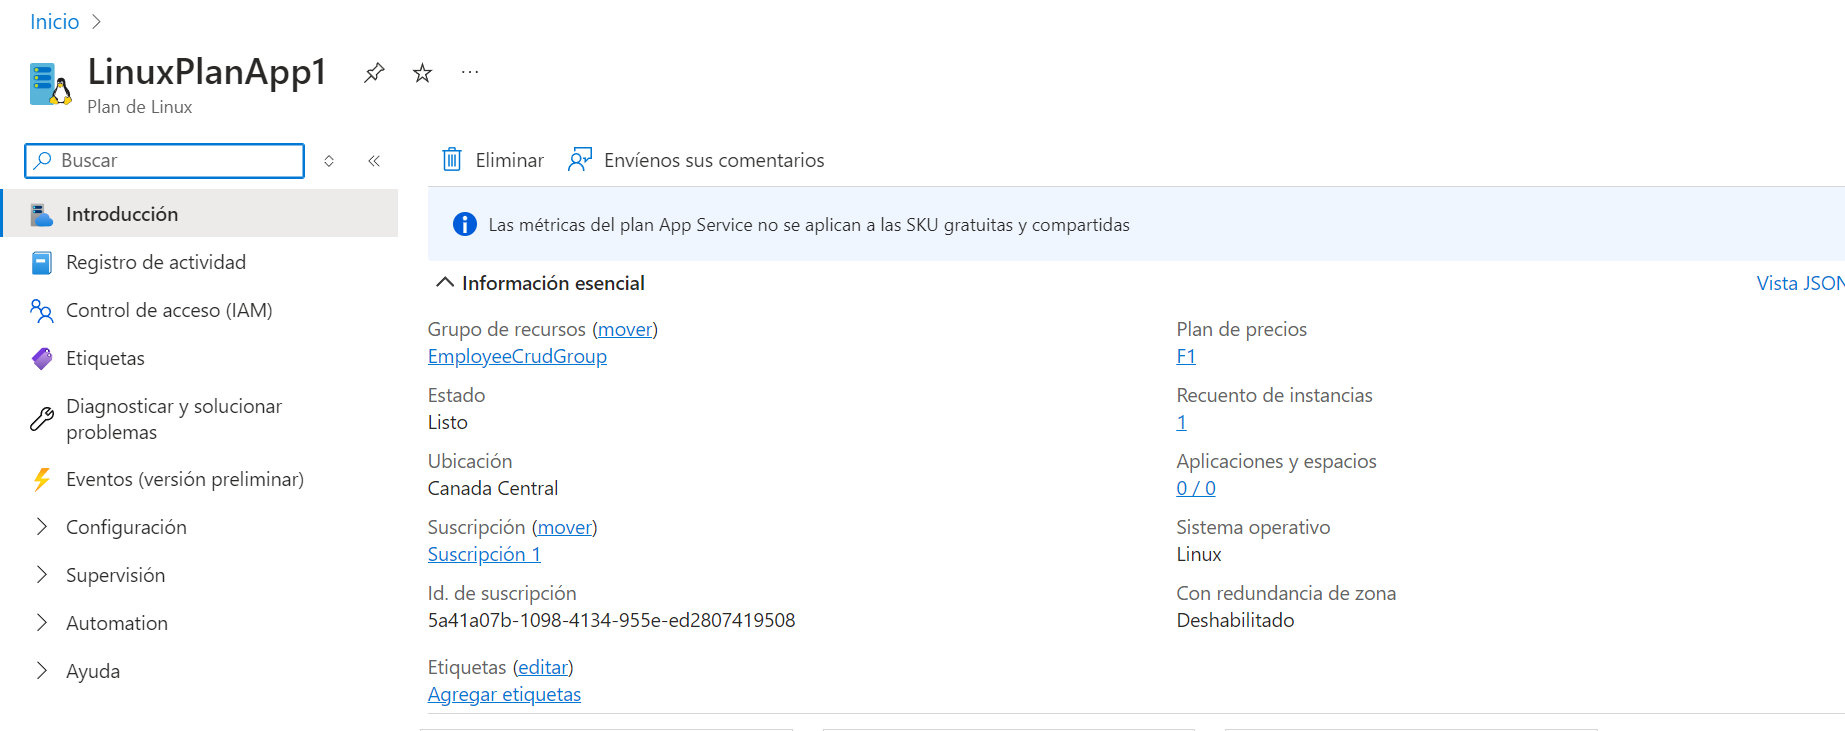 Inicio
LinuxPlanApp1
Plan de Linux
Buscar
Introducción
Registro de actividad
Control de acceso (IAM)
Etiquetas
Diagnosticar y solucionar
problemas
Eventos (versión preliminar)
Configuración
Supervisión
Automation
Ayuda
Eliminar
Envíenos sus comentarios
Las métricas del plan App Service no se aplican a las SKU gratuitas y compartidas
Información esencial
Vista JSON
Grupo de recursos (mover)
EmployeeCrudGroup
Estado
Listo
Ubicación
Canada Central
Suscripción (mover)
Suscripción 1
Id. de suscripción
5a41a07b-1098-4134-955e-ed2807419508
Etiquetas (editar)
Agregar etiquetas
Plan de precios
F1
Recuento de instancias
1
Aplicaciones y espacios
0 / 0
Sistema operativo
Linux
Con redundancia de zona
Deshabilitado